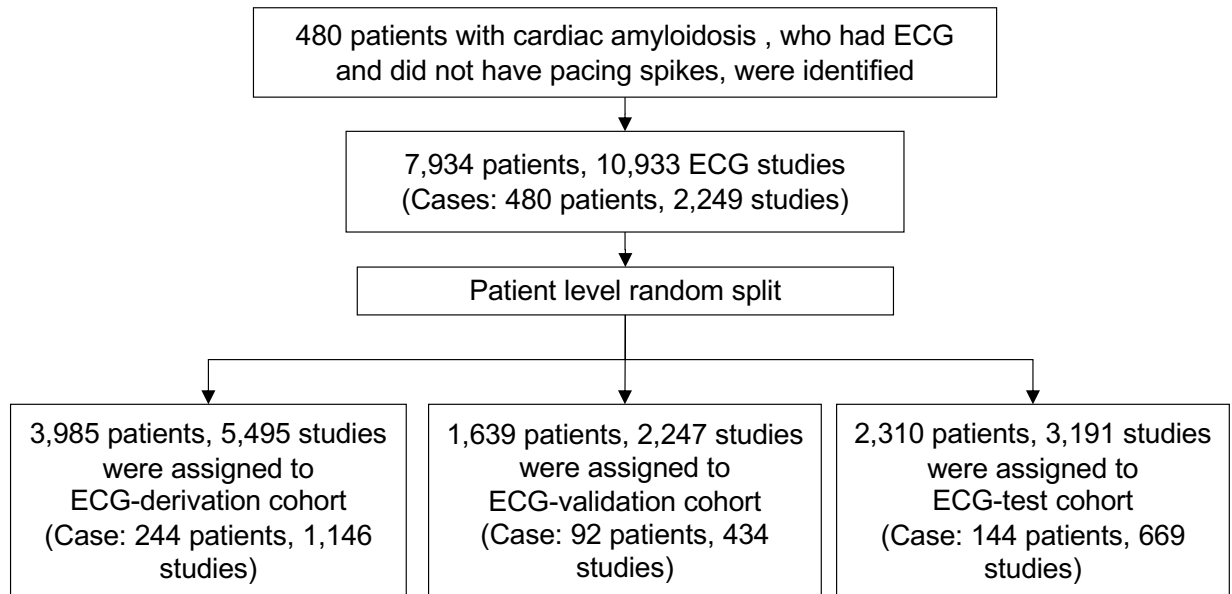 480 patients with cardiac amyloidosis , who had ECG
and did not have pacing spikes, were identified
7,934 patients, 10,933 ECG studies
(Cases: 480 patients, 2,249 studies)
Patient level random split
3,985 patients, 5,495 studies
were assigned to
ECG-derivation cohort
(Case: 244 patients, 1,146
studies)
1,639 patients, 2,247 studies
were assigned to
ECG-validation cohort
(Case: 92 patients, 434
studies)
2,310 patients, 3,191 studies
were assigned to
ECG-test cohort
(Case: 144 patients, 669
studies)